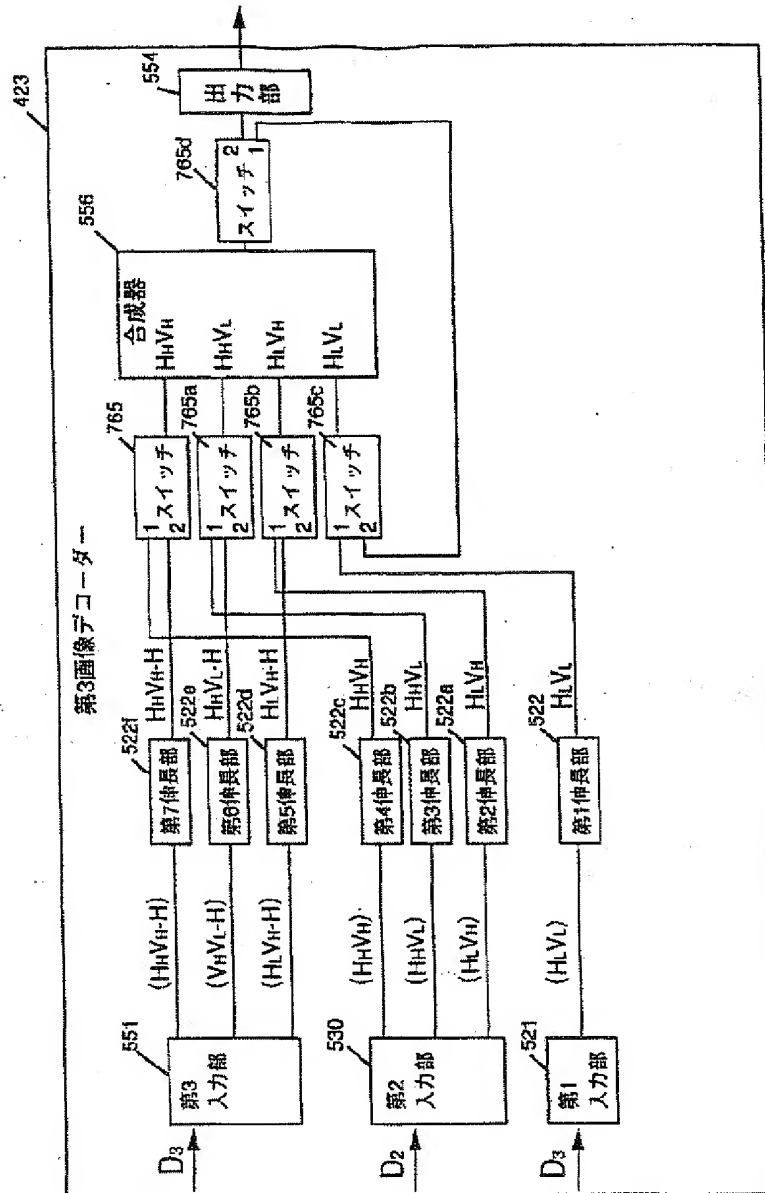 423
第3画像デコーダー
D3
551
第3
入力部
(HHVH-H)
(VHVL-H)
(HLVH-H)
522f
第7伸長部
HHVH-H
522e
第6伸長部
HHVL-H
522d
第5伸長部
HLVH-H
D2
530
第2
入力部
(HHVH)
(HHVL)
(HLVH)
522c
第4伸長部
HHVH
522b
第3伸長部
HHVL
522a
第2伸長部
HLVH
D3
521
第1
入力部
(HLVL)
522
第1伸長部
HLVL
765
1
2
スイッチ
765a
1
2
スイッチ
765b
1
2
スイッチ
765c
1
2
スイッチ
556
合成器
HHVH
HHVL
HLVH
HLVL
765d
スイッチ
2
1
554
出力部